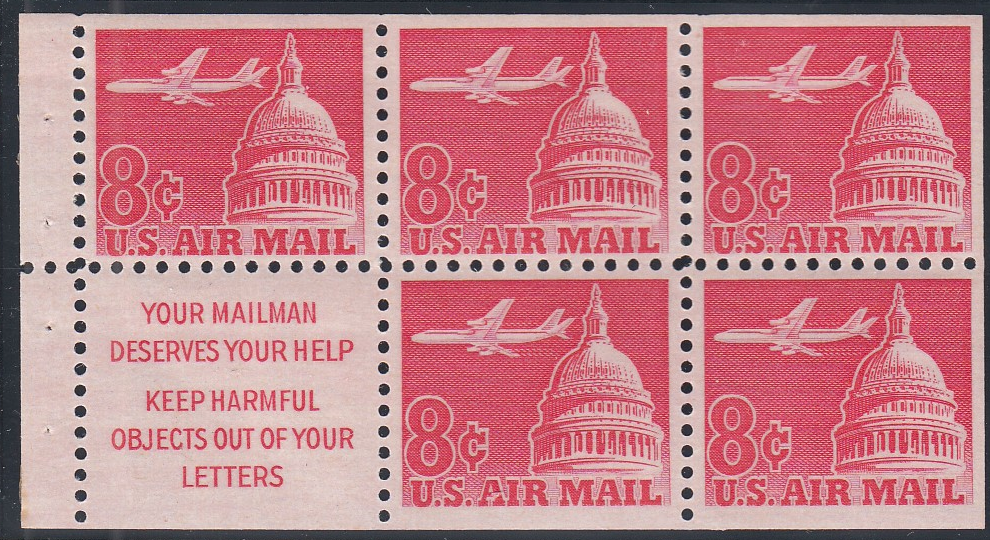 8¢
U.S. AIR MAIL
8¢
U.S. AIR MAIL
8¢
U.S. AIR MAIL
YOUR MAILMAN
DESERVES YOUR HELP
KEEP HARMFUL
OBJECTS OUT OF YOUR
LETTERS
8¢
U.S. AIR MAIL
8¢
U.S. AIR MAIL